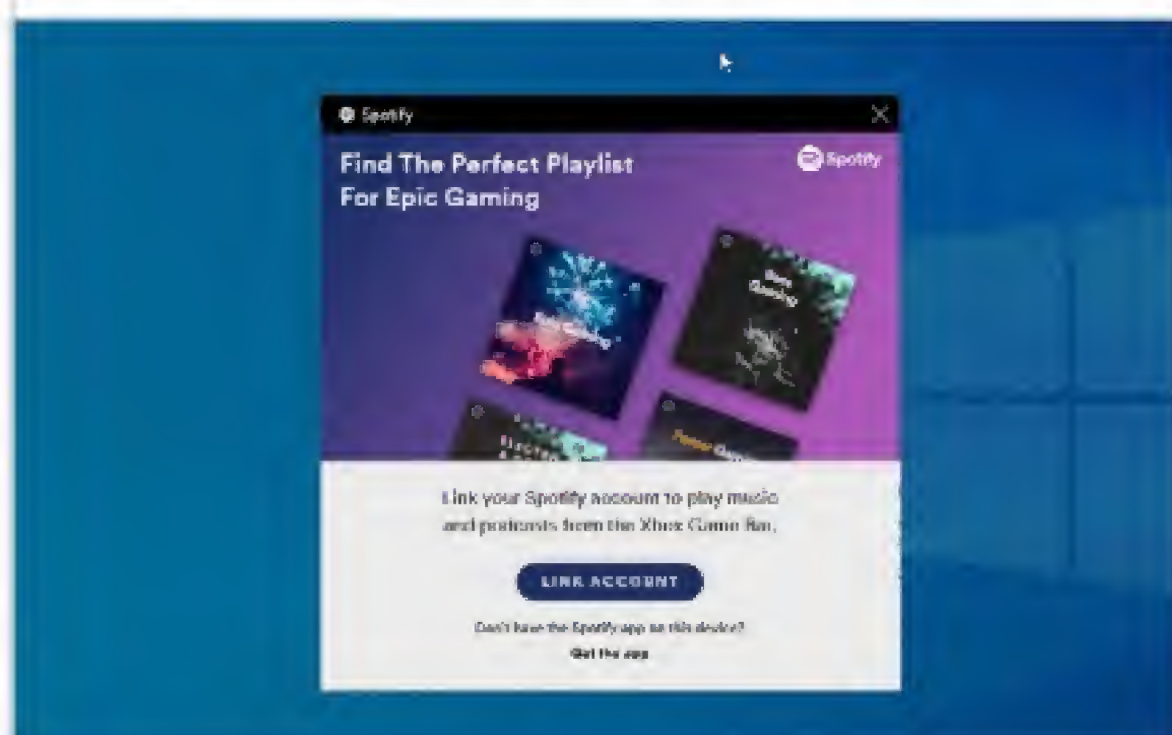 Spotify
Find The Perfect Playlist
For Epic Gaming
Spotify
Gaming
Link your Spotify account to play music
and podcasts from the Xbox Game Bar.
LINK ACCOUNT
Don't have the Spotify app on this device?
Get the app